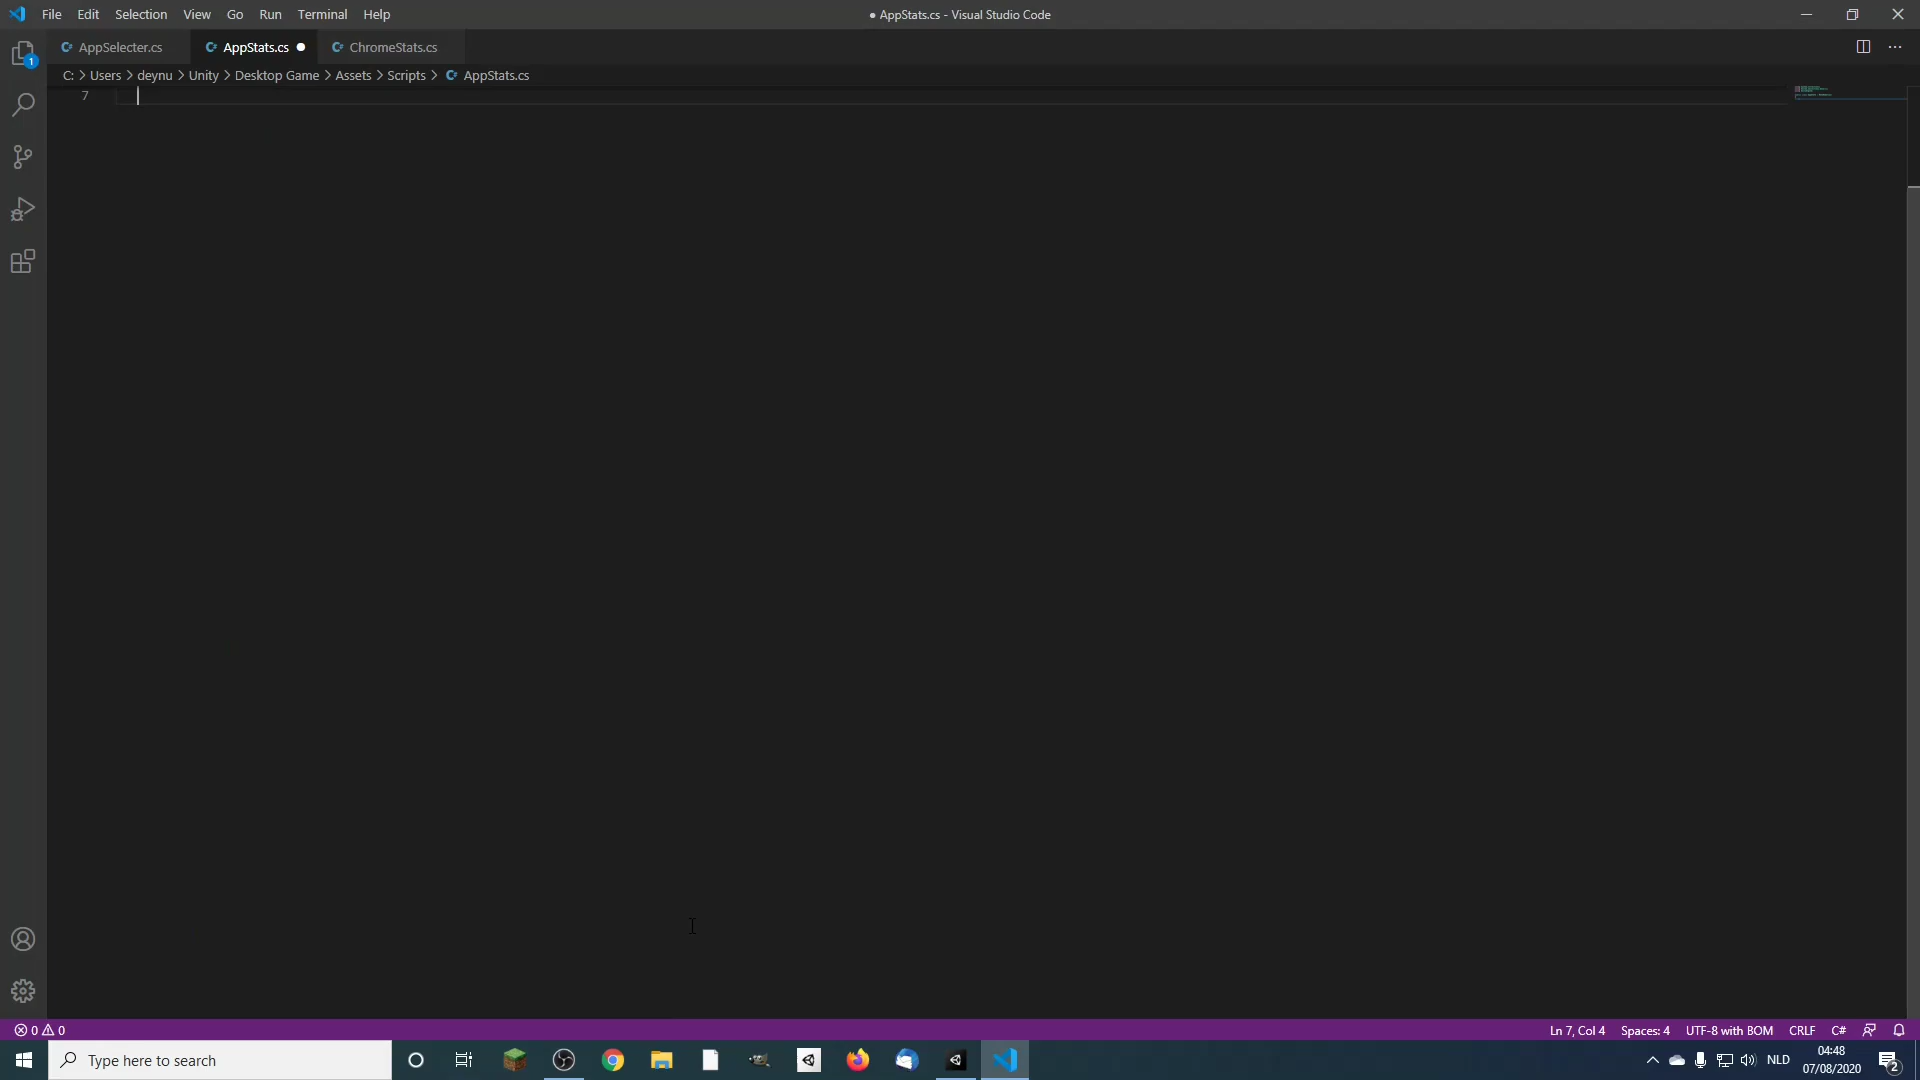 File Edit Selection View Go Run Terminal Help
● AppStats.cs - Visual Studio Code
C# AppSelecter.cs C# AppStats.cs ● C# ChromeStats.cs
C: > Users > deynu > Unity > Desktop Game > Assets > Scripts > C# AppStats.cs
1
7
0 0
Ln 7, Col 4 Spaces: 4 UTF-8 with BOM CRLF C#
Type here to search
NLD
04:48
07/08/2020
2